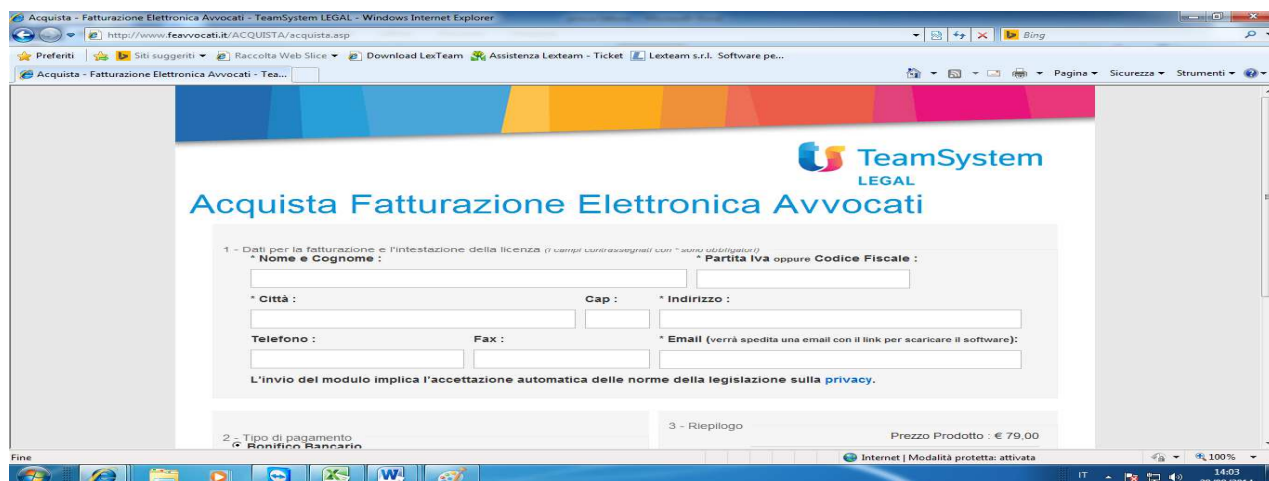 Acquista - Fatturazione Elettronica Avvocati - TeamSystem LEGAL - Windows Internet Explorer
http://www.feavvocati.it/ACQUISTA/acquista.asp
Bing
Preferiti Siti suggeriti Raccolta Web Slice Download LexTeam Assistenza Lexteam - Ticket Lexteam s.r.l. Software pe...
Acquista - Fatturazione Elettronica Avvocati - Tea... Pagina Sicurezza Strumenti
TeamSystem
LEGAL
Acquista Fatturazione Elettronica Avvocati
1 - Dati per la fatturazione e l'intestazione della licenza (i campi contrassegnati con * sono obbligatori)
* Nome e Cognome : * Partita Iva oppure Codice Fiscale :
* Città : Cap : * Indirizzo :
Telefono : Fax : * Email (verrà spedita una email con il link per scaricare il software):
L'invio del modulo implica l'accettazione automatica delle norme della legislazione sulla privacy.
2 - Tipo di pagamento 3 - Riepilogo
Bonifico Bancario Prezzo Prodotto : € 79,00
Fine Internet | Modalità protetta: attivata 100%
IT 14:03